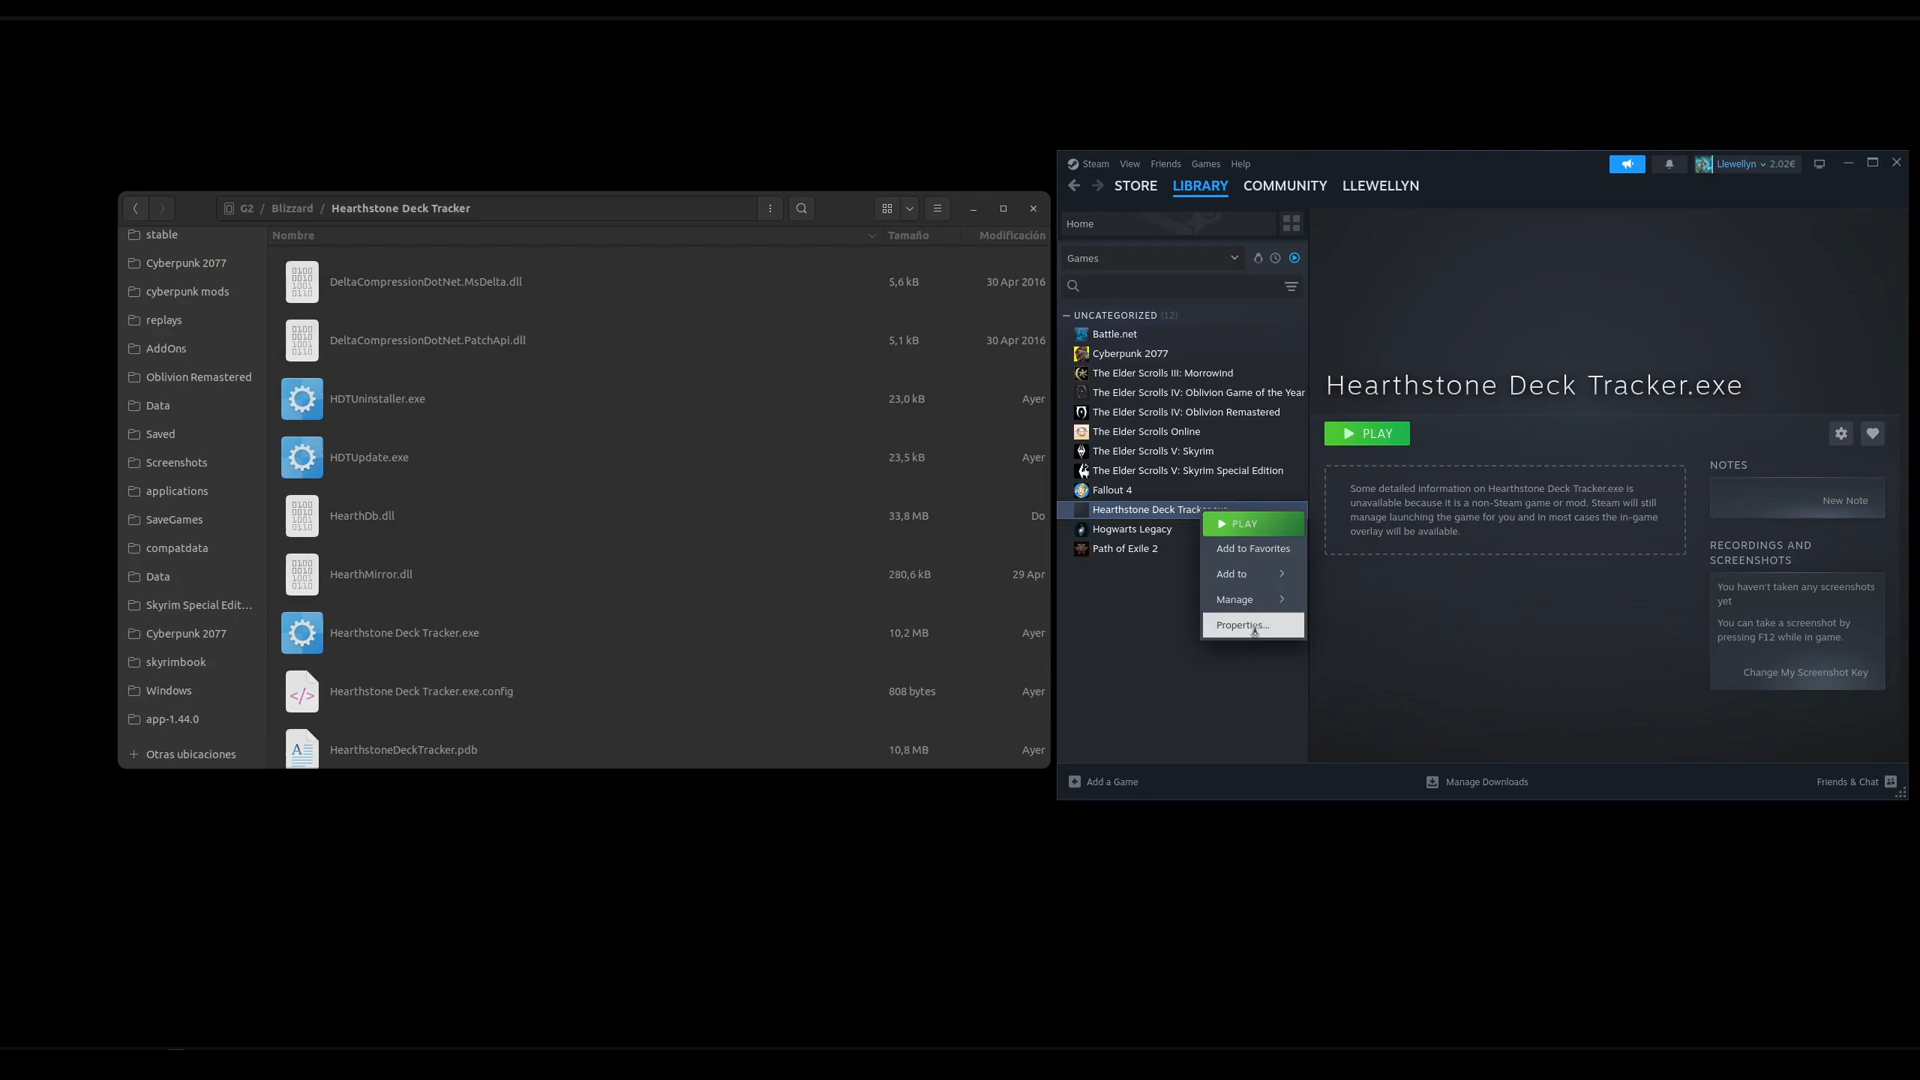 G2 / Blizzard / Hearthstone Deck Tracker
stable
Cyberpunk 2077
cyberpunk mods
replays
AddOns
Oblivion Remastered
Data
Saved
Screenshots
applications
SaveGames
compatdata
Data
Skyrim Special Edit...
Cyberpunk 2077
skyrimbook
Windows
app-1.44.0
Otras ubicaciones
Nombre Tamaño Modificación
DeltaCompressionDotNet.MsDelta.dll 5,6 kB 30 Apr 2016
DeltaCompressionDotNet.PatchApi.dll 5,1 kB 30 Apr 2016
HDTUninstaller.exe 23,0 kB Ayer
HDTUpdate.exe 23,5 kB Ayer
HearthDb.dll 33,8 MB Do
HearthMirror.dll 280,6 kB 29 Apr
Hearthstone Deck Tracker.exe 10,2 MB Ayer
Hearthstone Deck Tracker.exe.config 808 bytes Ayer
HearthstoneDeckTracker.pdb 10,8 MB Ayer
Steam View Friends Games Help
Llewellyn 2.02€
STORE LIBRARY COMMUNITY LLEWELLYN
Home
Games
UNCATEGORIZED (12)
Battle.net
Cyberpunk 2077
The Elder Scrolls III: Morrowind
The Elder Scrolls IV: Oblivion Game of the Year
The Elder Scrolls IV: Oblivion Remastered
The Elder Scrolls Online
The Elder Scrolls V: Skyrim
The Elder Scrolls V: Skyrim Special Edition
Fallout 4
Hearthstone Deck Tracker.exe
Hogwarts Legacy
Path of Exile 2
PLAY
Add to Favorites
Add to
Manage
Properties...
Hearthstone Deck Tracker.exe
PLAY
Some detailed information on Hearthstone Deck Tracker.exe is
unavailable because it is a non-Steam game or mod. Steam will still
manage launching the game for you and in most cases the in-game
overlay will be available.
NOTES
New Note
RECORDINGS AND
SCREENSHOTS
You haven't taken any screenshots
yet
You can take a screenshot by
pressing F12 while in game.
Change My Screenshot Key
Add a Game
Manage Downloads
Friends & Chat